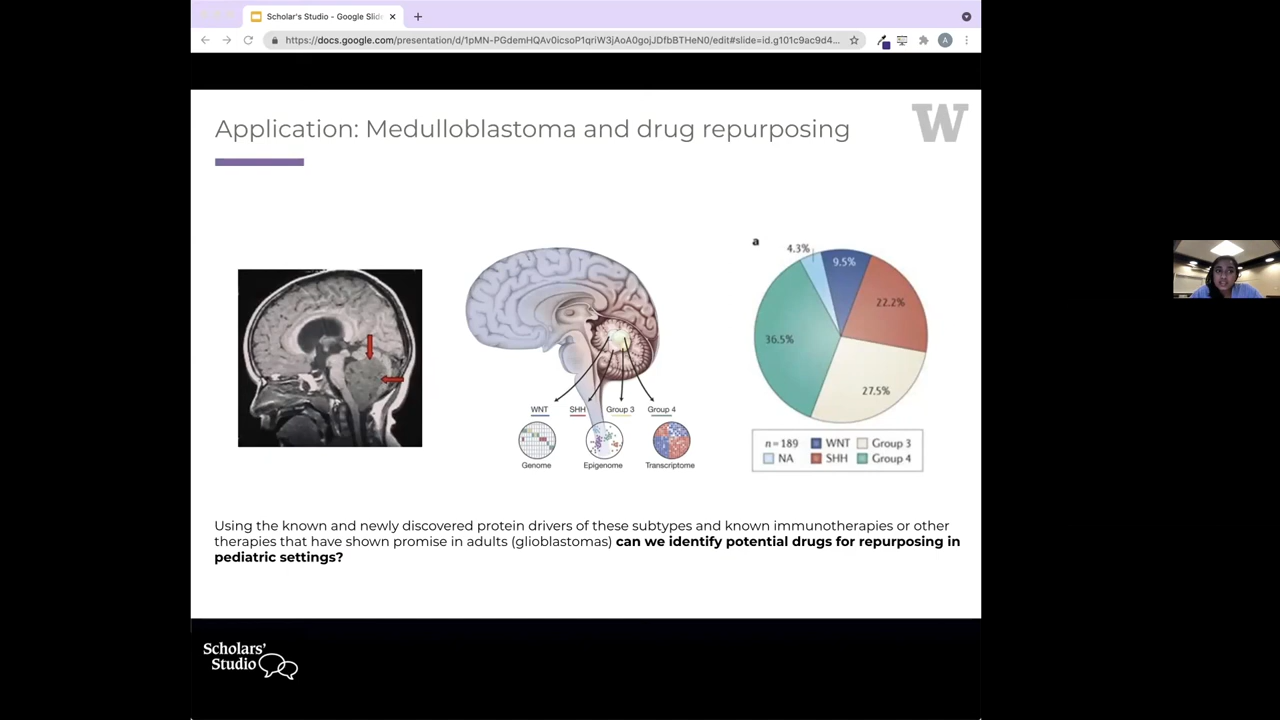 Scholar's Studio - Google Slid
https://docs.google.com/presentation/d/1pMN-PGdemHQAv0icsoP1qriW3jAoA0gojJDfbBTHeN0/edit#slide=id.g101c9ac9d4...
A
Application: Medulloblastoma and drug repurposing
W
WNT SHH Group 3 Group 4
Genome Epigenome Transcriptome
a
4.3%
9.5%
22.2%
36.5%
27.5%
n=189 WNT Group 3
NA SHH Group 4
Using the known and newly discovered protein drivers of these subtypes and known immunotherapies or other
therapies that have shown promise in adults (glioblastomas) can we identify potential drugs for repurposing in
pediatric settings?
Scholars'
Studio